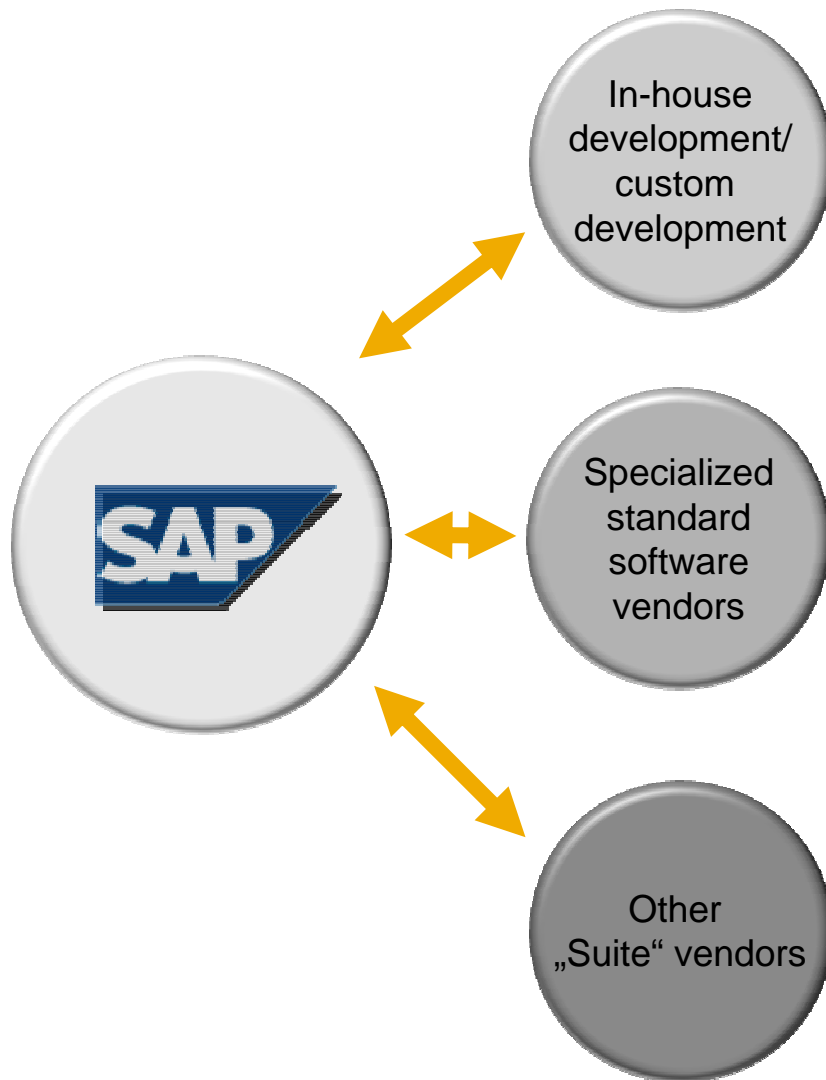 In-house
development/
custom
development
SAP
Specialized
standard
software
vendors
Other
„Suite“ vendors